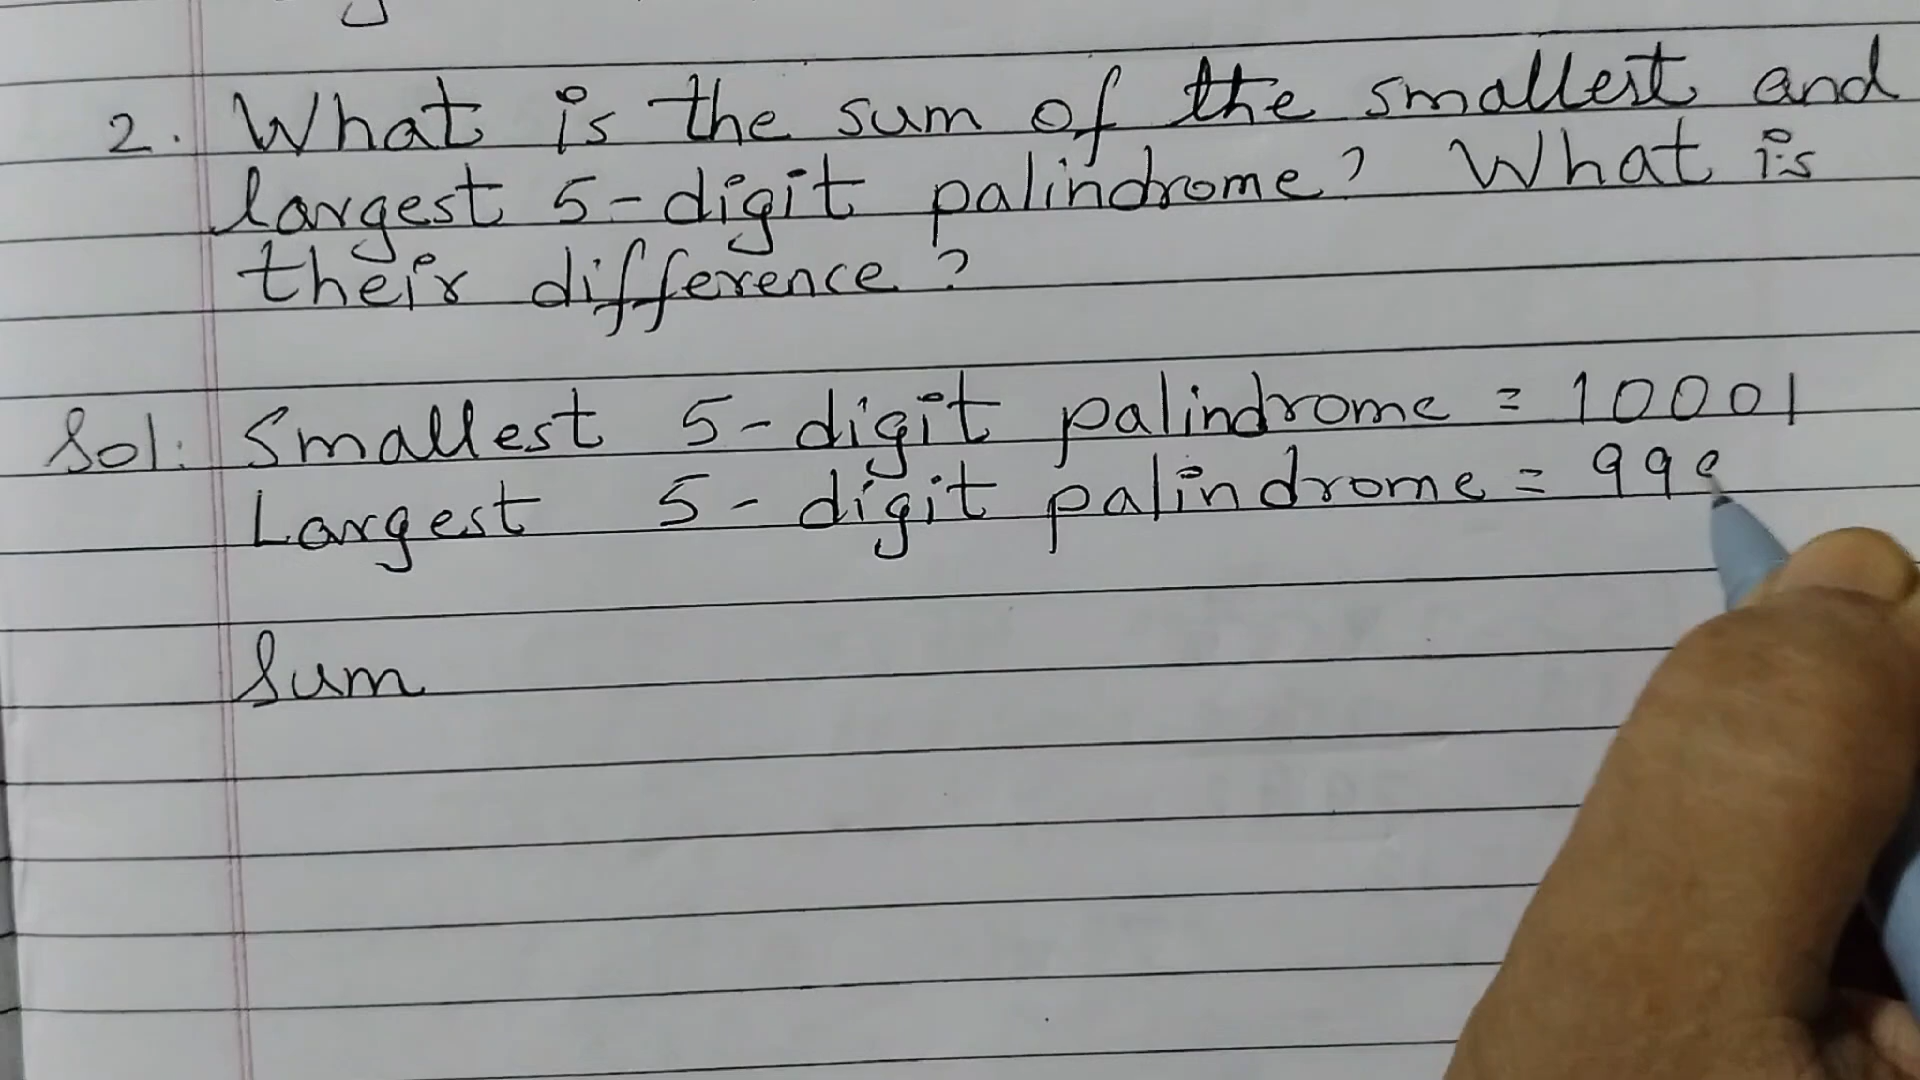 2. What is the sum of the smallest and
largest 5-digit palindrome? What is
their difference?
Sol: Smallest 5-digit palindrome = 10001
Largest 5-digit palindrome = 999
Sum